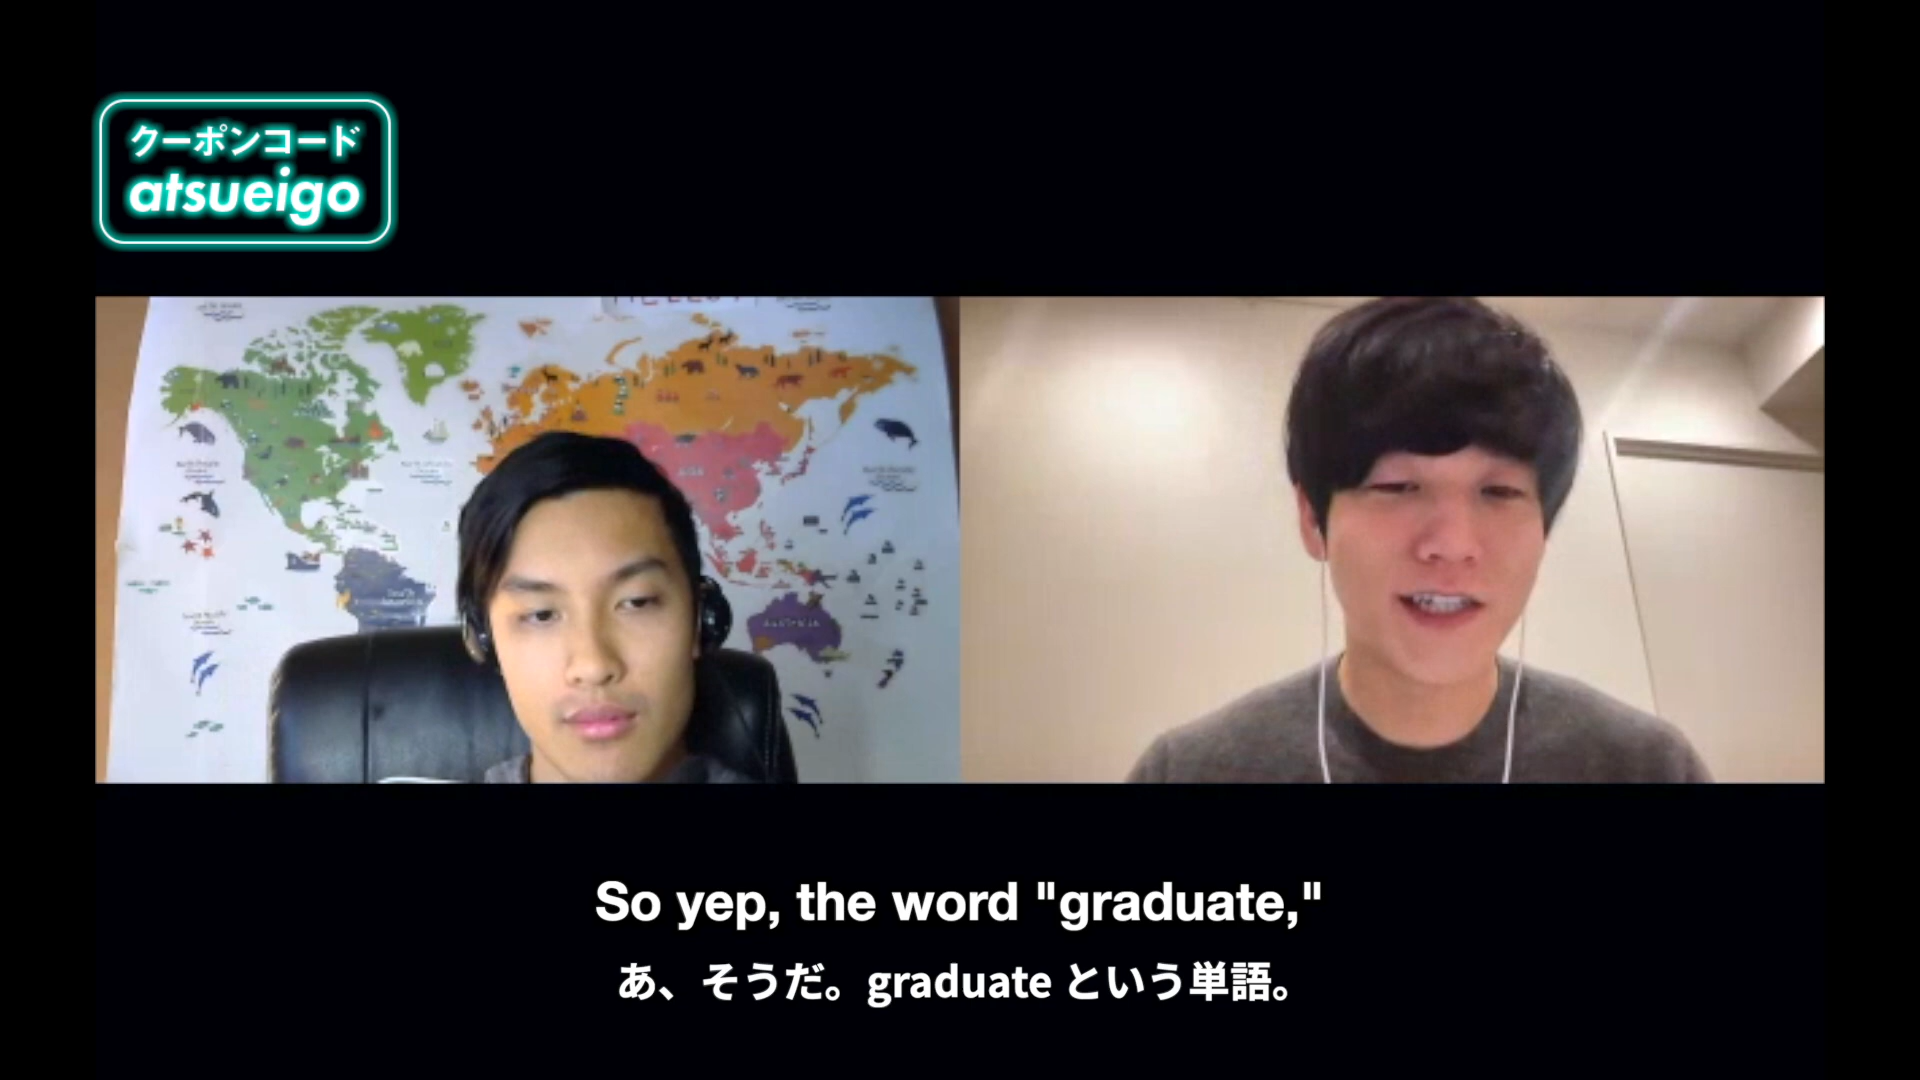 クーポンコード
atsueigo
AUSTRALIA
So yep, the word "graduate,"
あ、そうだ。graduate という単語。